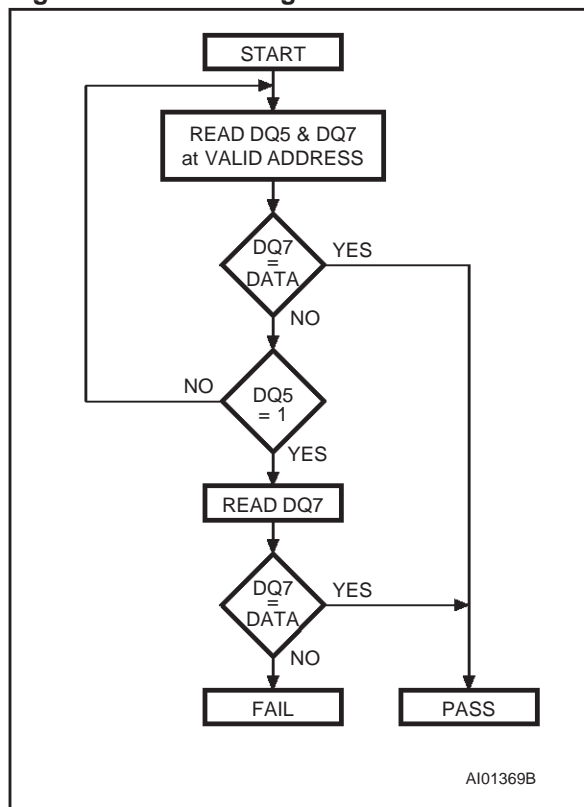 START
READ DQ5 & DQ7
at VALID ADDRESS
DQ7
=
DATA
YES
NO
NO
DQ5
= 1
YES
READ DQ7
DQ7
=
DATA
YES
NO
FAIL
PASS
AI01369B